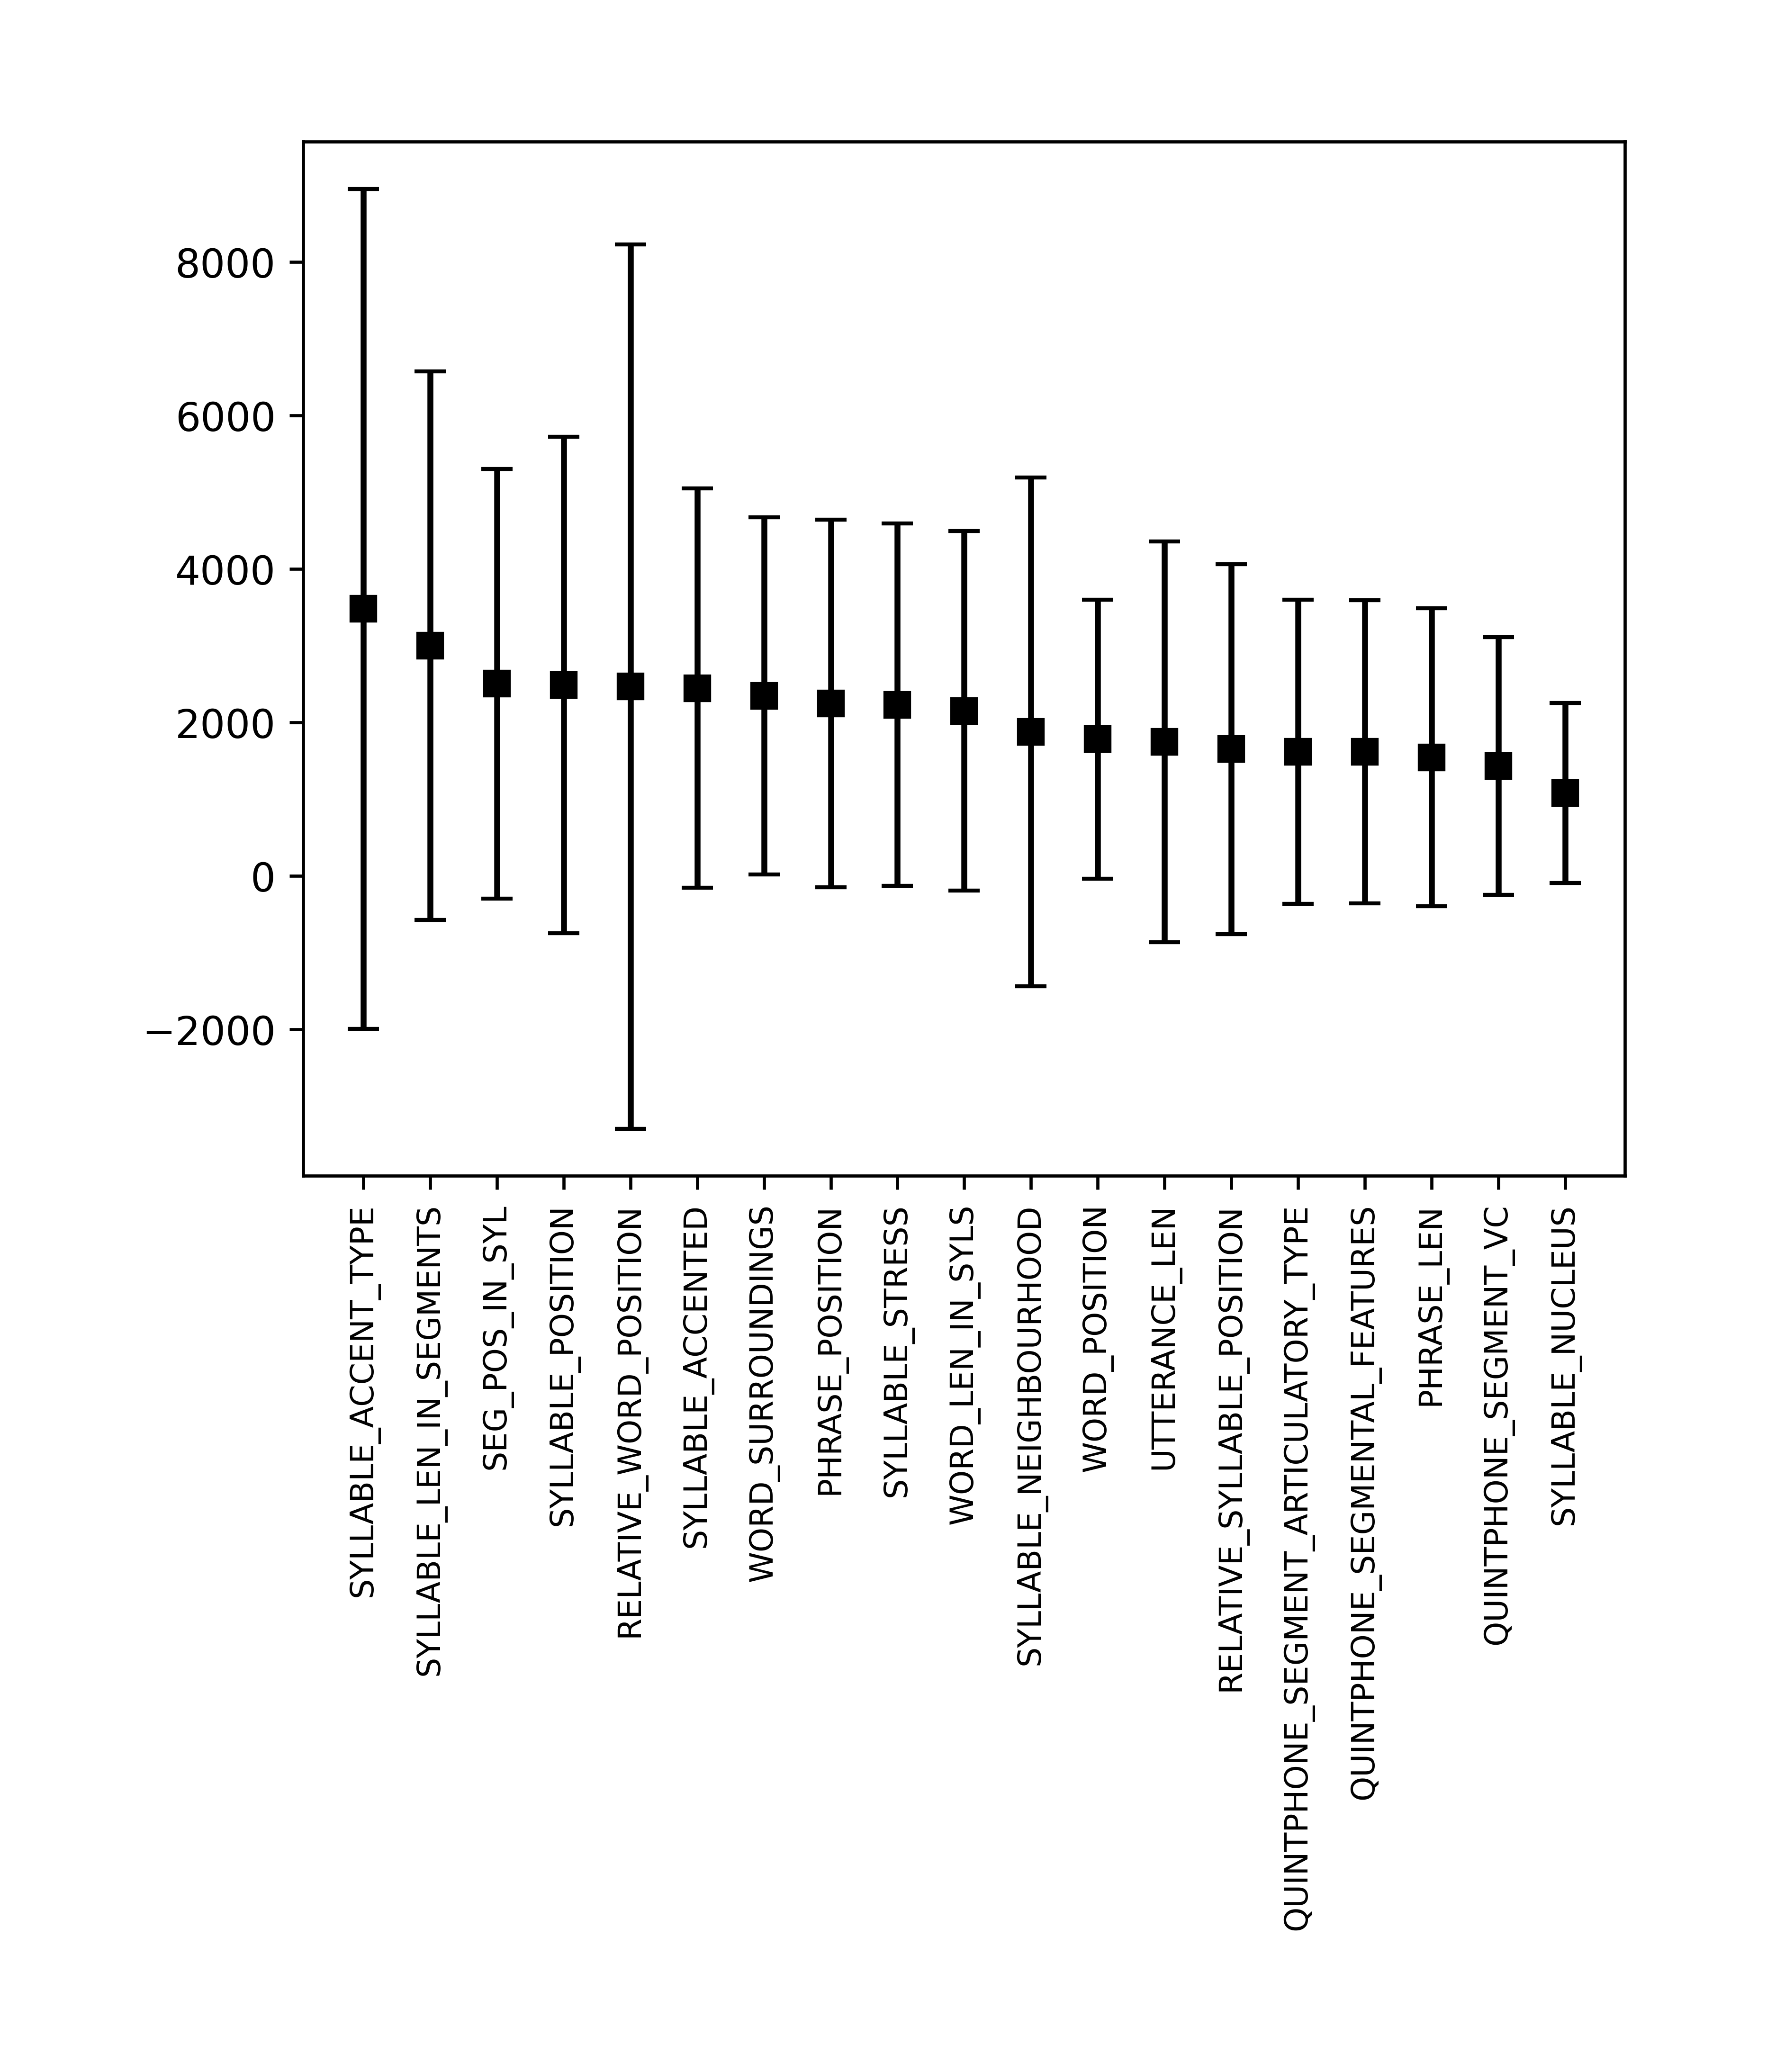 8000
6000
4000
2000
0
−2000
SYLLABLE_ACCENT_TYPE
SYLLABLE_LEN_IN_SEGMENTS
SEG_POS_IN_SYL
SYLLABLE_POSITION
RELATIVE_WORD_POSITION
SYLLABLE_ACCENTED
WORD_SURROUNDINGS
PHRASE_POSITION
SYLLABLE_STRESS
WORD_LEN_IN_SYLS
SYLLABLE_NEIGHBOURHOOD
WORD_POSITION
UTTERANCE_LEN
RELATIVE_SYLLABLE_POSITION
QUINTPHONE_SEGMENT_ARTICULATORY_TYPE
QUINTPHONE_SEGMENTAL_FEATURES
PHRASE_LEN
QUINTPHONE_SEGMENT_VC
SYLLABLE_NUCLEUS